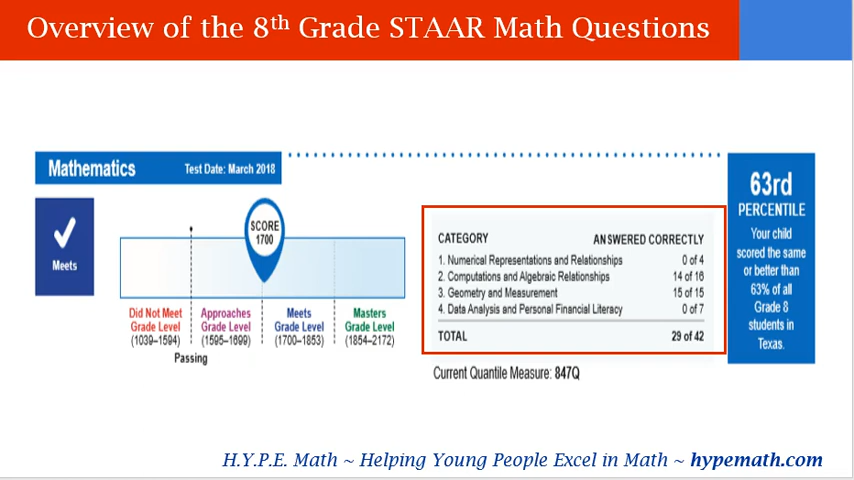 Overview of the 8th Grade STAAR Math Questions
Mathematics Test Date: March 2018
Meets
SCORE
1700
Did Not Meet
Grade Level
(1039–1594)
Approaches
Grade Level
(1595–1699)
Meets
Grade Level
(1700–1853)
Masters
Grade Level
(1854–2172)
Passing
CATEGORY ANSWERED CORRECTLY
1. Numerical Representations and Relationships 0 of 4
2. Computations and Algebraic Relationships 14 of 16
3. Geometry and Measurement 15 of 15
4. Data Analysis and Personal Financial Literacy 0 of 7
TOTAL 29 of 42
Current Quantile Measure: 847Q
63rd
PERCENTILE
Your child
scored the same
or better than
63% of all
Grade 8
students in
Texas.
H.Y.P.E. Math ~ Helping Young People Excel in Math ~ hypemath.com